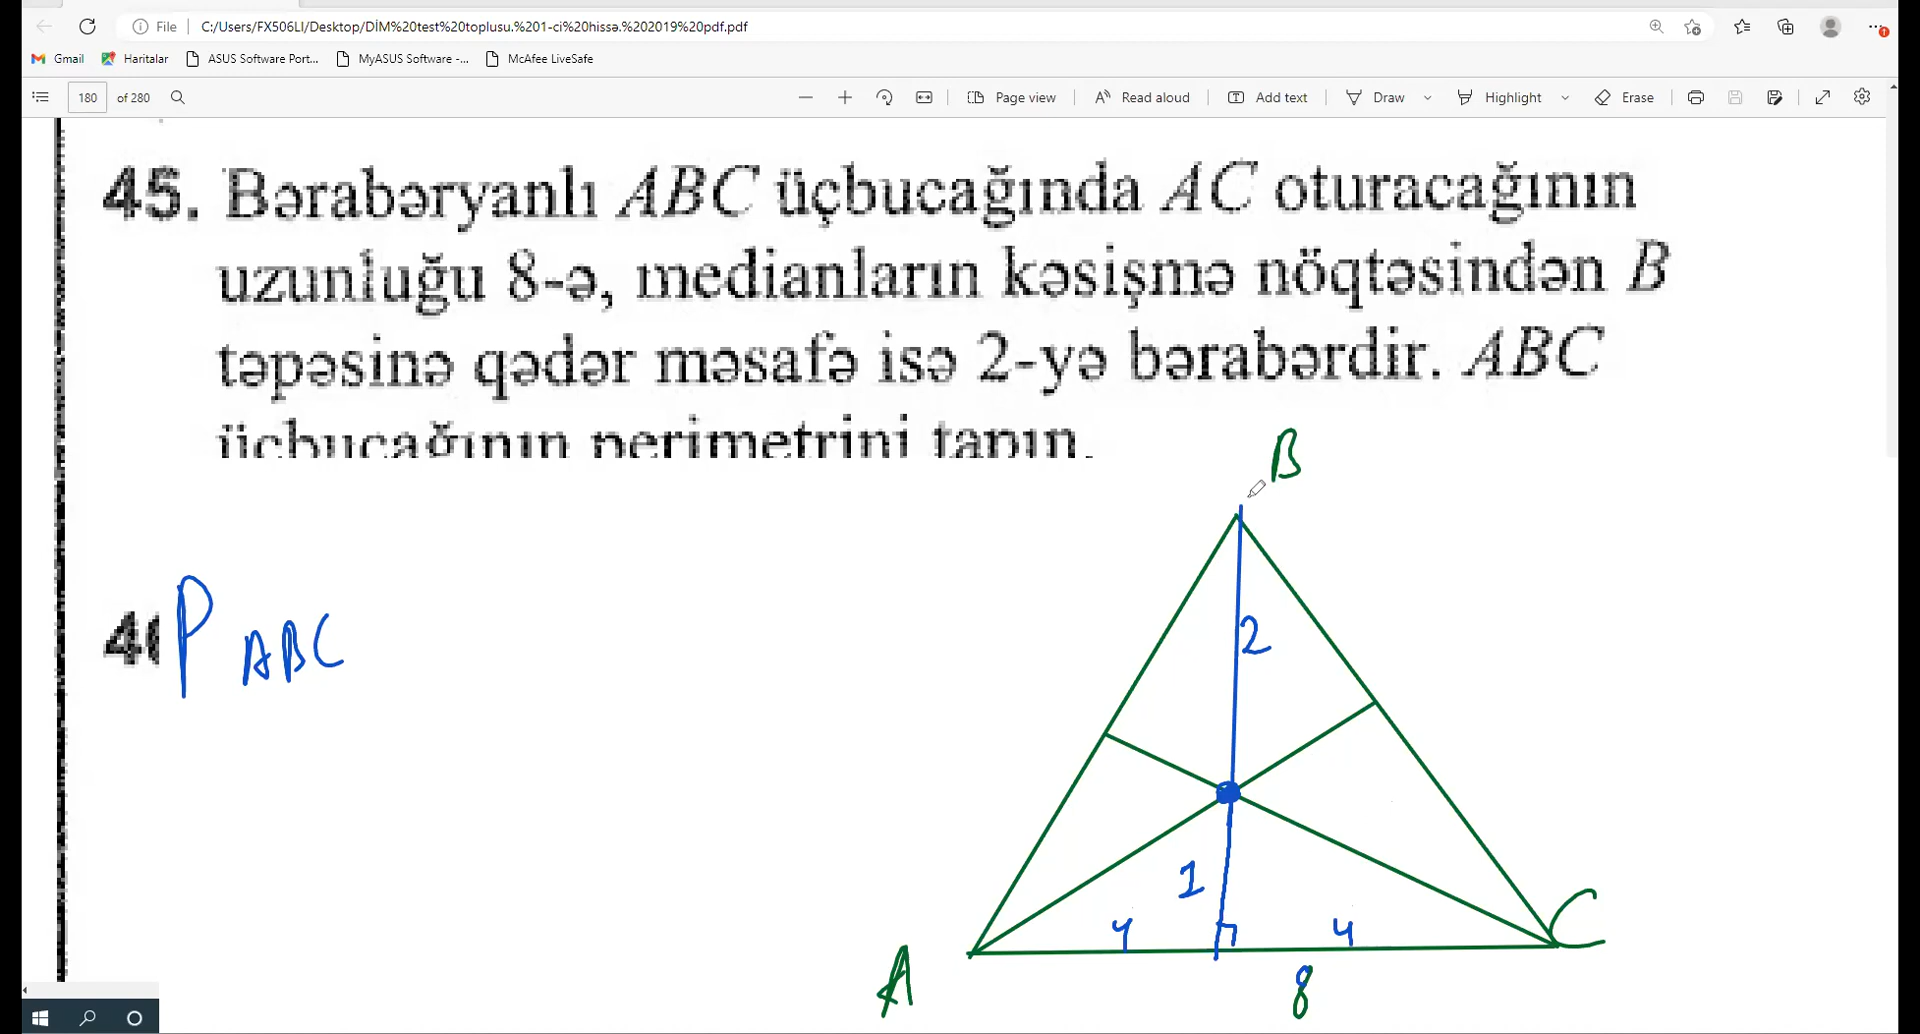 File C:/Users/FX506LI/Desktop/DİM%20test%20toplusu.%201-ci%20hissə.%202019%20pdf.pdf
Gmail Haritalar ASUS Software Port... MyASUS Software -... McAfee LiveSafe
180 of 280 Page view Read aloud Add text Draw Highlight Erase
45. Bərabəryanlı ABC üçbucağında AC oturacağının
uzunluğu 8-ə, medianların kəsişmə nöqtəsindən B
təpəsinə qədər məsafə isə 2-yə bərabərdir. ABC
üçbucağının perimetrini tapın.
B
P ABC
2
1
4 4
A C
8